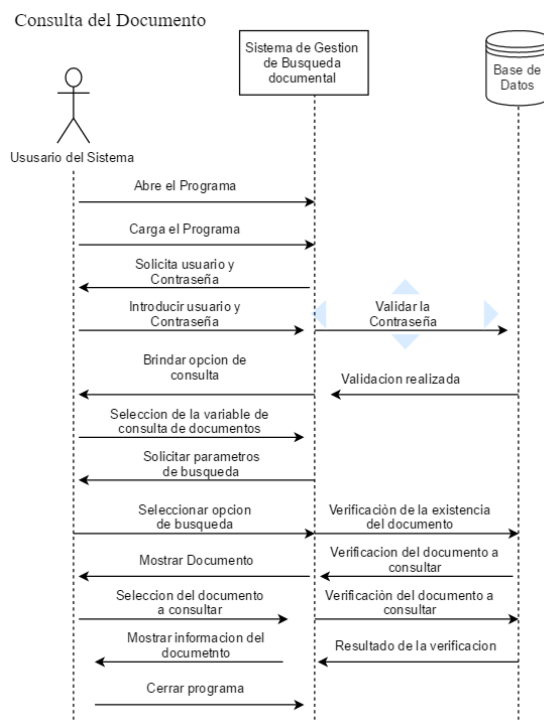 Consulta del Documento
Sistema de Gestion
de Busqueda
documental
Base de
Datos
Ususario del Sistema
Abre el Programa
Carga el Programa
Solicita usuario y
Contraseña
Introducir usuario y
Contraseña
Validar la
Contraseña
Brindar opcion de
consulta
Validacion realizada
Seleccion de la variable de
consulta de documentos
Solicitar parametros
de busqueda
Seleccionar opcion
de busqueda
Verificaciòn de la existencia
del documento
Mostrar Documento
Verificacion del documento a
consultar
Seleccion del documento
a consultar
Verificaciòn del documento a
consultar
Mostrar informacion del
documetnto
Resultado de la verificacion
Cerrar programa